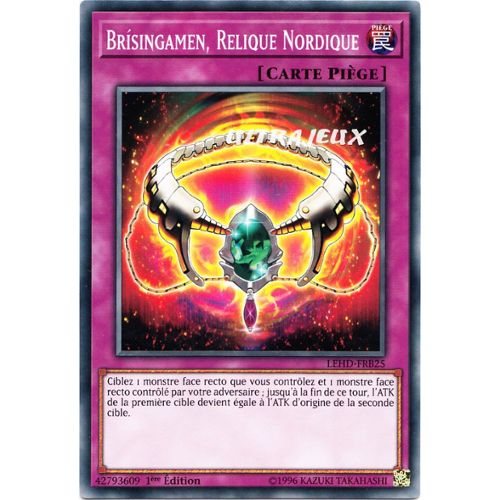 Brísingamen, Relique Nordique
PIÈGE
罠
[Carte Piège]
ULTRAJEUX
LEHD-FRB25
Ciblez 1 monstre face recto que vous contrôlez et 1 monstre face
recto contrôlé par votre adversaire ; jusqu'à la fin de ce tour, l'ATK
de la première cible devient égale à l'ATK d'origine de la seconde
cible.
42793609 1ère Édition ©1996 KAZUKI TAKAHASHI